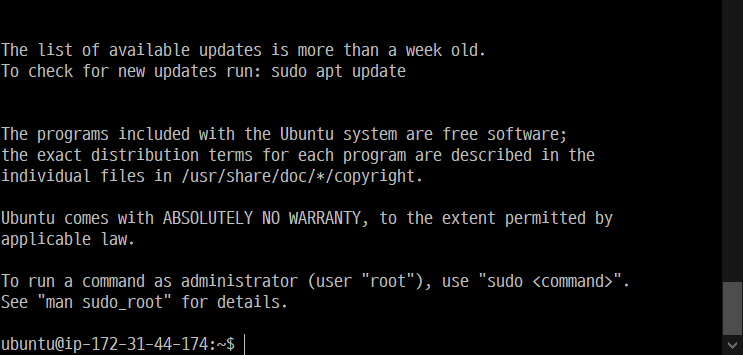 The list of available updates is more than a week old.
To check for new updates run: sudo apt update
The programs included with the Ubuntu system are free software;
the exact distribution terms for each program are described in the
individual files in /usr/share/doc/*/copyright.
Ubuntu comes with ABSOLUTELY NO WARRANTY, to the extent permitted by
applicable law.
To run a command as administrator (user "root"), use "sudo <command>".
See "man sudo_root" for details.
ubuntu@ip-172-31-44-174:~$